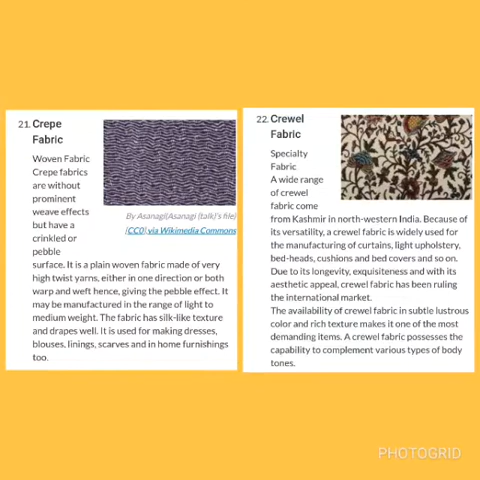 21. Crepe
Fabric
Woven Fabric
Crepe fabrics
are without
prominent
weave effects
but have a
crinkled or
pebble
surface. It is a plain woven fabric made of very
high twist yarns, either in one direction or both
warp and weft hence, giving the pebble effect. It
may be manufactured in the range of light to
medium weight. The fabric has silk-like texture
and drapes well. It is used for making dresses,
blouses, linings, scarves and in home furnishings
too.
By Asanagi(Asanagi (talk)'s file)
[CC0],via Wikimedia Commons
22. Crewel
Fabric
Specialty
Fabric
A wide range
of crewel
fabric come
from Kashmir in north-western India. Because of
its versatility, a crewel fabric is widely used for
the manufacturing of curtains, light upholstery,
bed-heads, cushions and bed covers and so on.
Due to its longevity, exquisiteness and with its
aesthetic appeal, crewel fabric has been ruling
the international market.
The availability of crewel fabric in subtle lustrous
color and rich texture makes it one of the most
demanding items. A crewel fabric possesses the
capability to complement various types of body
tones.
PHOTOGRID